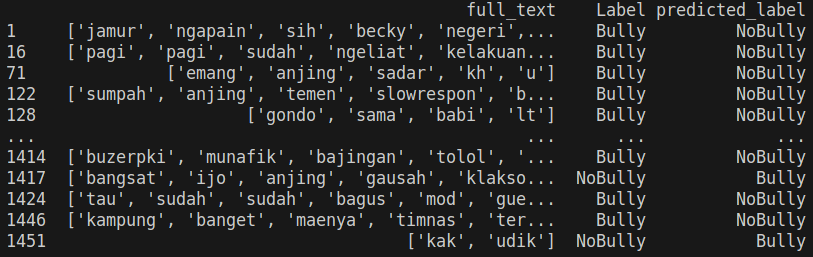 full_text Label predicted_label
1 ['jamur', 'ngapain', 'sih', 'becky', 'negeri',... Bully NoBully
16 ['pagi', 'pagi', 'sudah', 'ngeliat', 'kelakuan... Bully NoBully
71 ['emang', 'anjing', 'sadar', 'kh', 'u'] Bully NoBully
122 ['sumpah', 'anjing', 'temen', 'slowrespon', 'b... Bully NoBully
128 ['gondo', 'sama', 'babi', 'lt'] Bully NoBully
... ... ... ...
1414 ['buzerpki', 'munafik', 'bajingan', 'tolol', '... Bully NoBully
1417 ['bangsat', 'ijo', 'anjing', 'gausah', 'klakso... NoBully Bully
1424 ['tau', 'sudah', 'sudah', 'bagus', 'mod', 'gue... Bully NoBully
1446 ['kampung', 'banget', 'maenya', 'timnas', 'ter... Bully NoBully
1451 ['kak', 'udik'] NoBully Bully